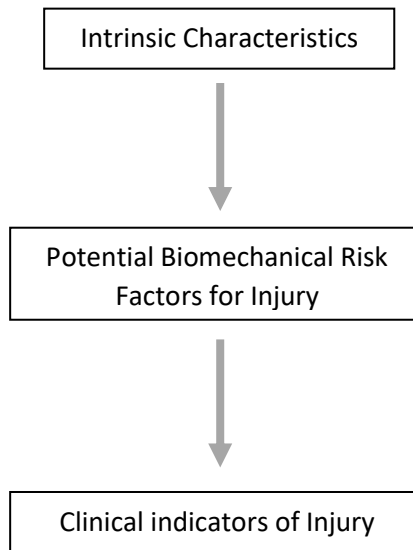 Intrinsic Characteristics
Potential Biomechanical Risk
Factors for Injury
Clinical indicators of Injury